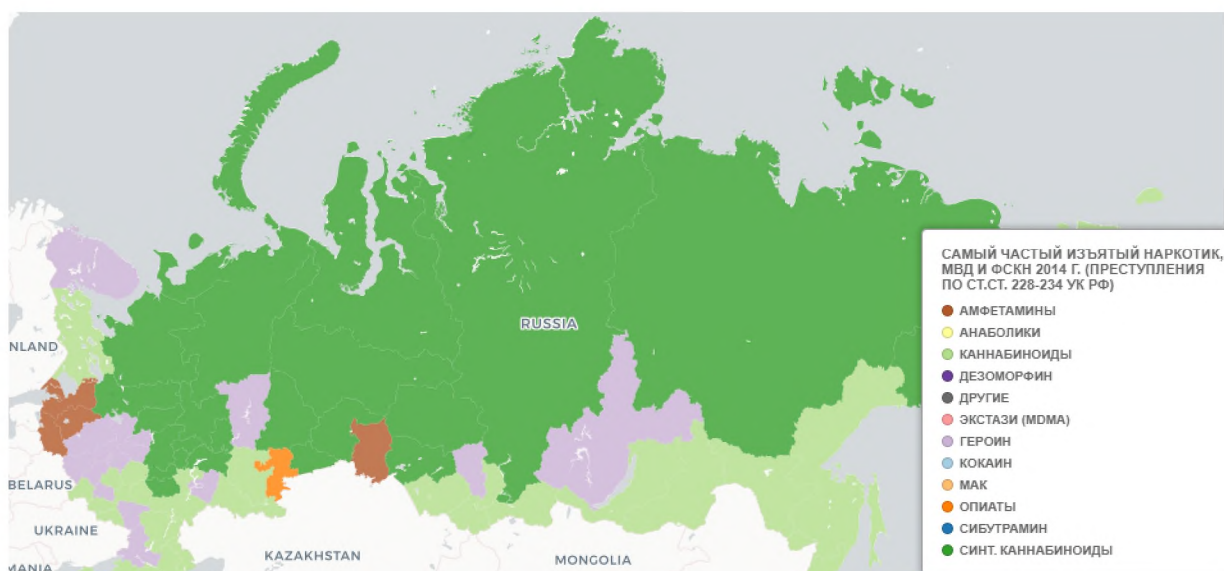 САМЫЙ ЧАСТЫЙ ИЗЪЯТЫЙ НАРКОТИК,
МВД И ФСКН 2014 Г. (ПРЕСТУПЛЕНИЯ
ПО СТ.СТ. 228-234 УК РФ)
АМФЕТАМИНЫ
АНАБОЛИКИ
КАННАБИНОИДЫ
ДЕЗОМОРФИН
ДРУГИЕ
ЭКСТАЗИ (MDMA)
ГЕРОИН
КОКАИН
МАК
ОПИАТЫ
СИБУТРАМИН
СИНТ. КАННАБИНОИДЫ
RUSSIA
NLAND
BELARUS
UKRAINE
MANIA
KAZAKHSTAN
MONGOLIA